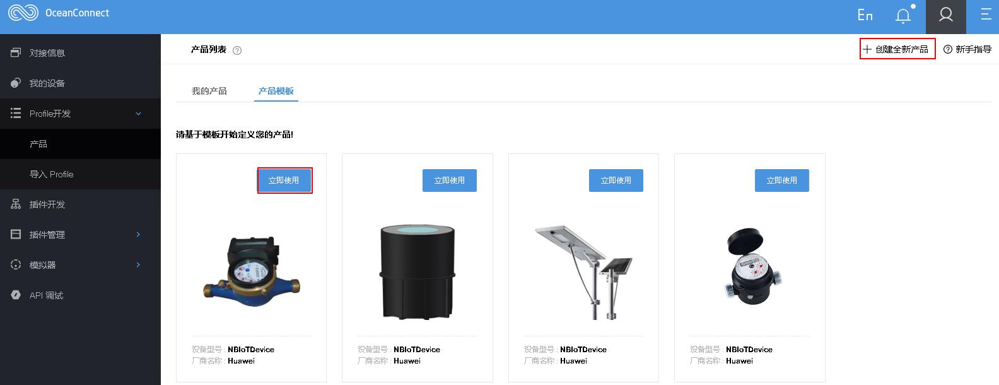 OceanConnect
En
对接信息
我的设备
Profile开发
产品
导入 Profile
插件开发
插件管理
模拟器
API 调试
产品列表 ?
创建全新产品
? 新手指导
我的产品
产品模板
请基于模板开始定义您的产品!
立即使用
设备型号 : NBIoTDevice
厂商名称 : Huawei
立即使用
设备型号 : NBIoTDevice
厂商名称 : Huawei
立即使用
设备型号 : NBIoTDevice
厂商名称 : Huawei
立即使用
设备型号 : NBIoTDevice
厂商名称 : Huawei